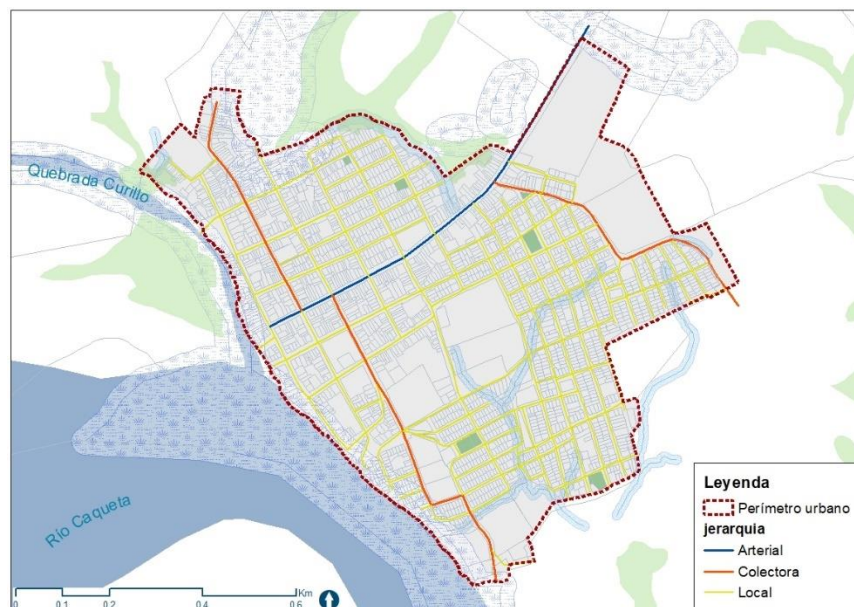 Quebrada Curillo
Río Caqueta
Leyenda
Perímetro urbano
jerarquia
Arterial
Colectora
Local
Km
0 0.1 0.2 0.4 0.6